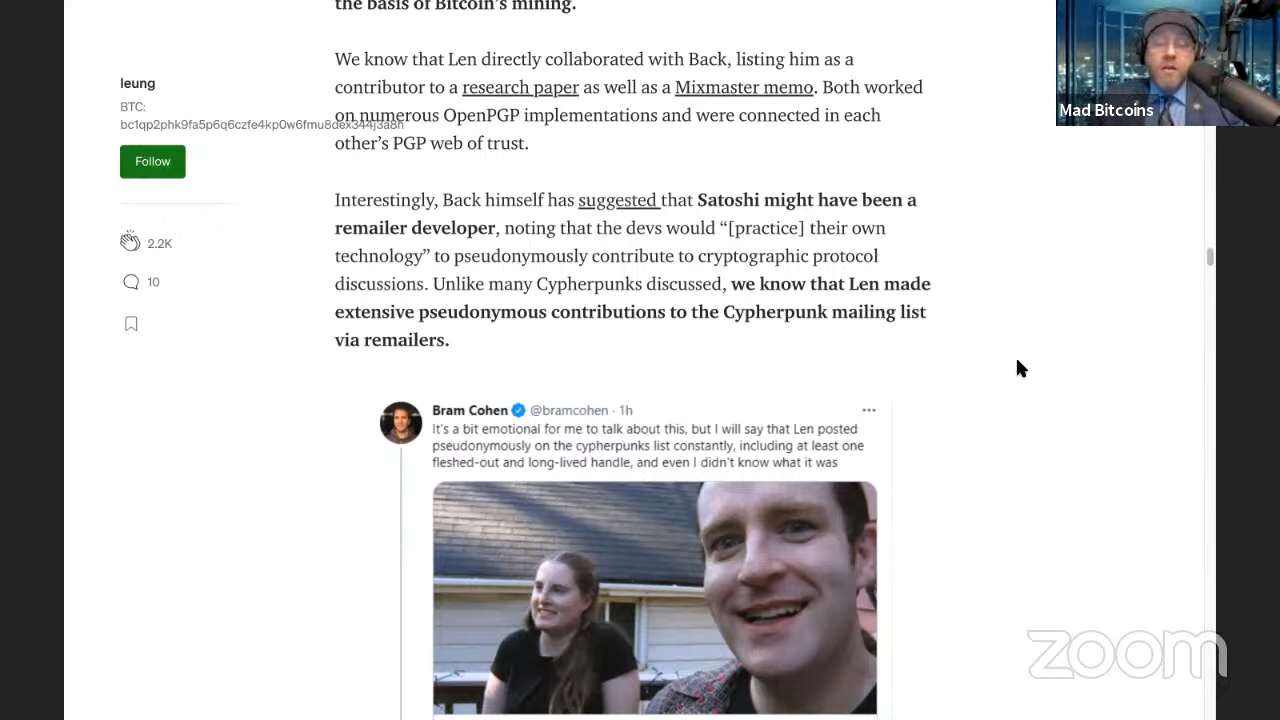 the basis of Bitcoin's mining.
We know that Len directly collaborated with Back, listing him as a
contributor to a research paper as well as a Mixmaster memo. Both worked
on numerous OpenPGP implementations and were connected in each
other's PGP web of trust.
leung
BTC:
bc1qp2phk9fa5p6q6czfe4kp0w6fmu8dex344j3a8h
Follow
2.2K
10
Interestingly, Back himself has suggested that Satoshi might have been a
remailer developer, noting that the devs would “[practice] their own
technology” to pseudonymously contribute to cryptographic protocol
discussions. Unlike many Cypherpunks discussed, we know that Len made
extensive pseudonymous contributions to the Cypherpunk mailing list
via remailers.
Bram Cohen @bramcohen · 1h
It's a bit emotional for me to talk about this, but I will say that Len posted
pseudonymously on the cypherpunks list constantly, including at least one
fleshed-out and long-lived handle, and even I didn't know what it was
Mad Bitcoins
zoom